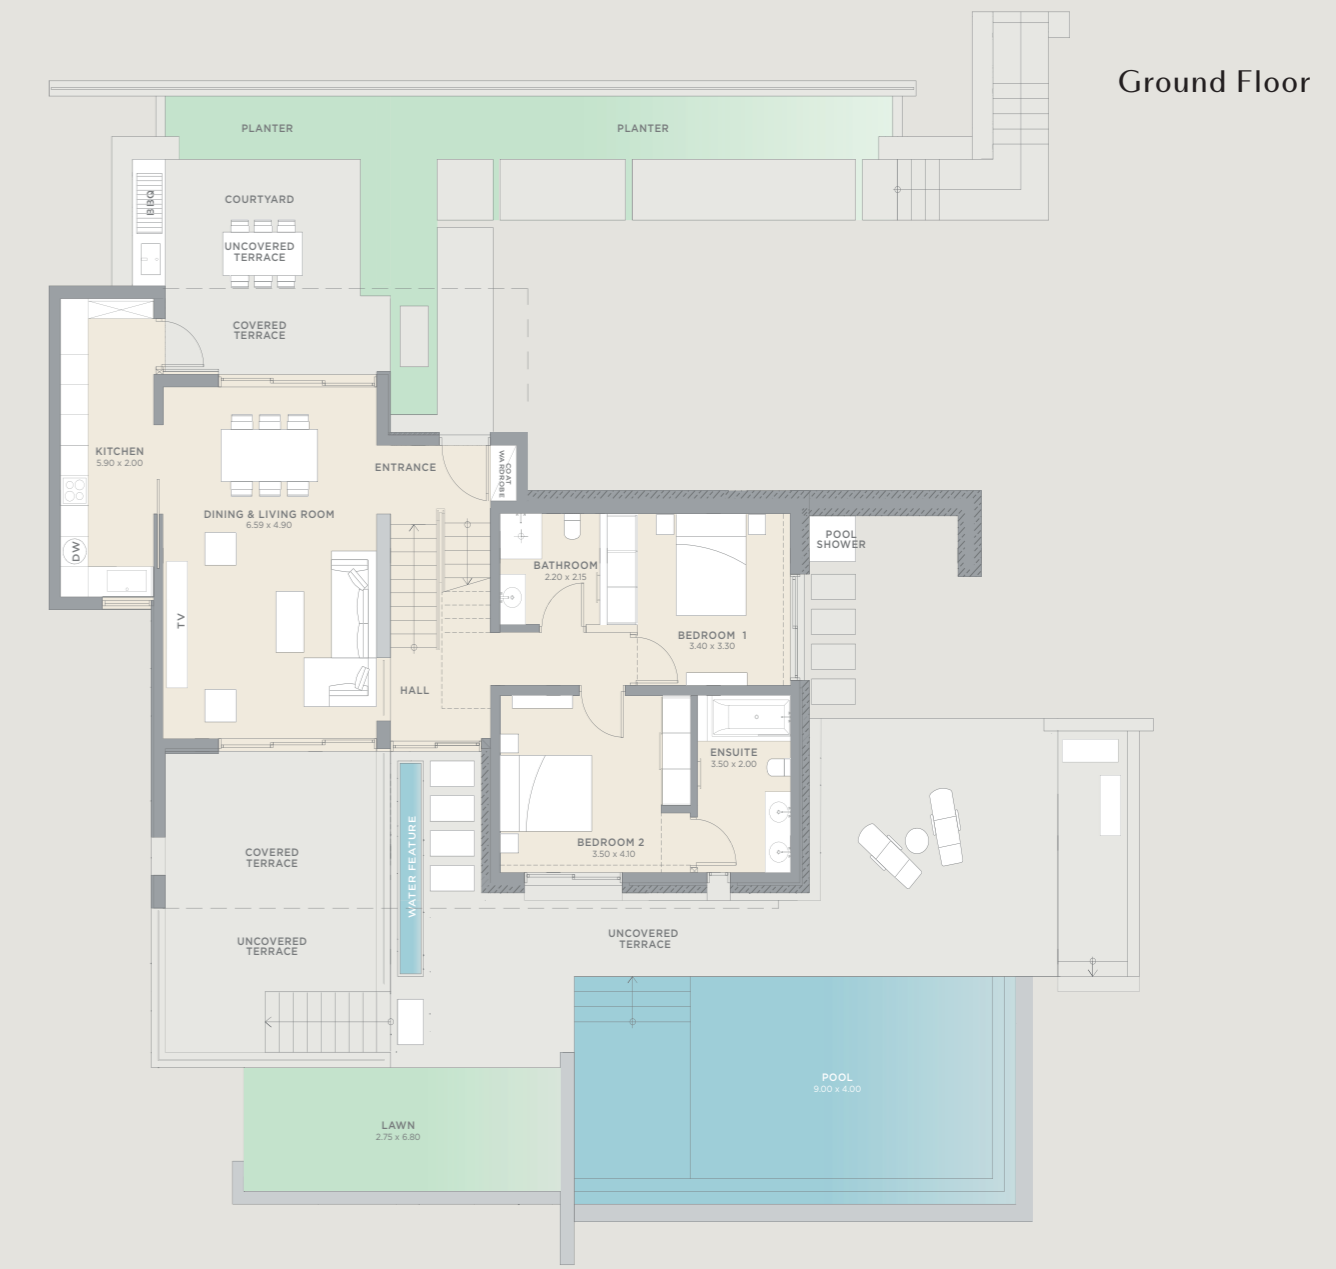 Ground Floor
PLANTER
PLANTER
BBQ
COURTYARD
UNCOVERED
TERRACE
COVERED
TERRACE
KITCHEN
5.90 x 2.00
ENTRANCE
COAT
WARDROBE
DINING & LIVING ROOM
6.59 x 4.90
DW
TV
HALL
BATHROOM
2.20 x 2.15
BEDROOM 1
3.40 x 3.30
POOL
SHOWER
ENSUITE
3.50 x 2.00
BEDROOM 2
3.50 x 4.10
COVERED
TERRACE
WATER FEATURE
UNCOVERED
TERRACE
UNCOVERED
TERRACE
POOL
9.00 x 4.00
LAWN
2.75 x 6.80